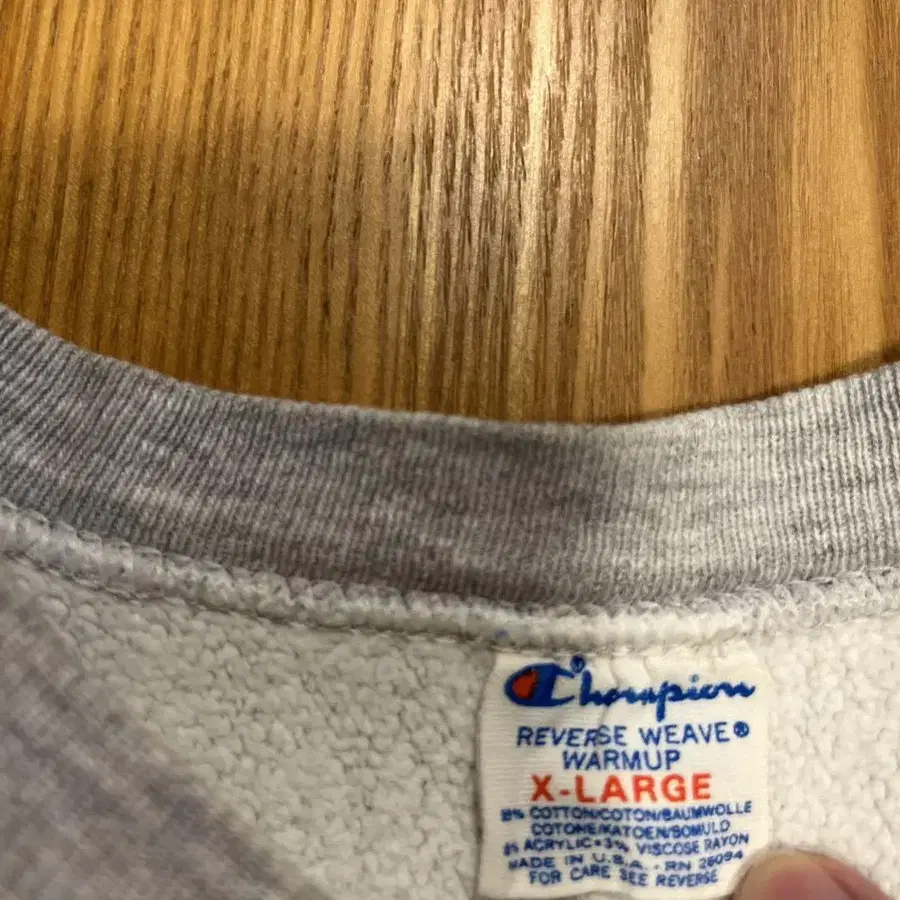 Champion
REVERSE WEAVE®
WARMUP
X-LARGE
% COTTON/COTON/BAUMWOLLE
COTONE/KATOEN/BOMULD
8% ACRYLIC • 3% VISCOSE RAYON
MADE IN U.S.A. - RN 26094
FOR CARE SEE REVERSE